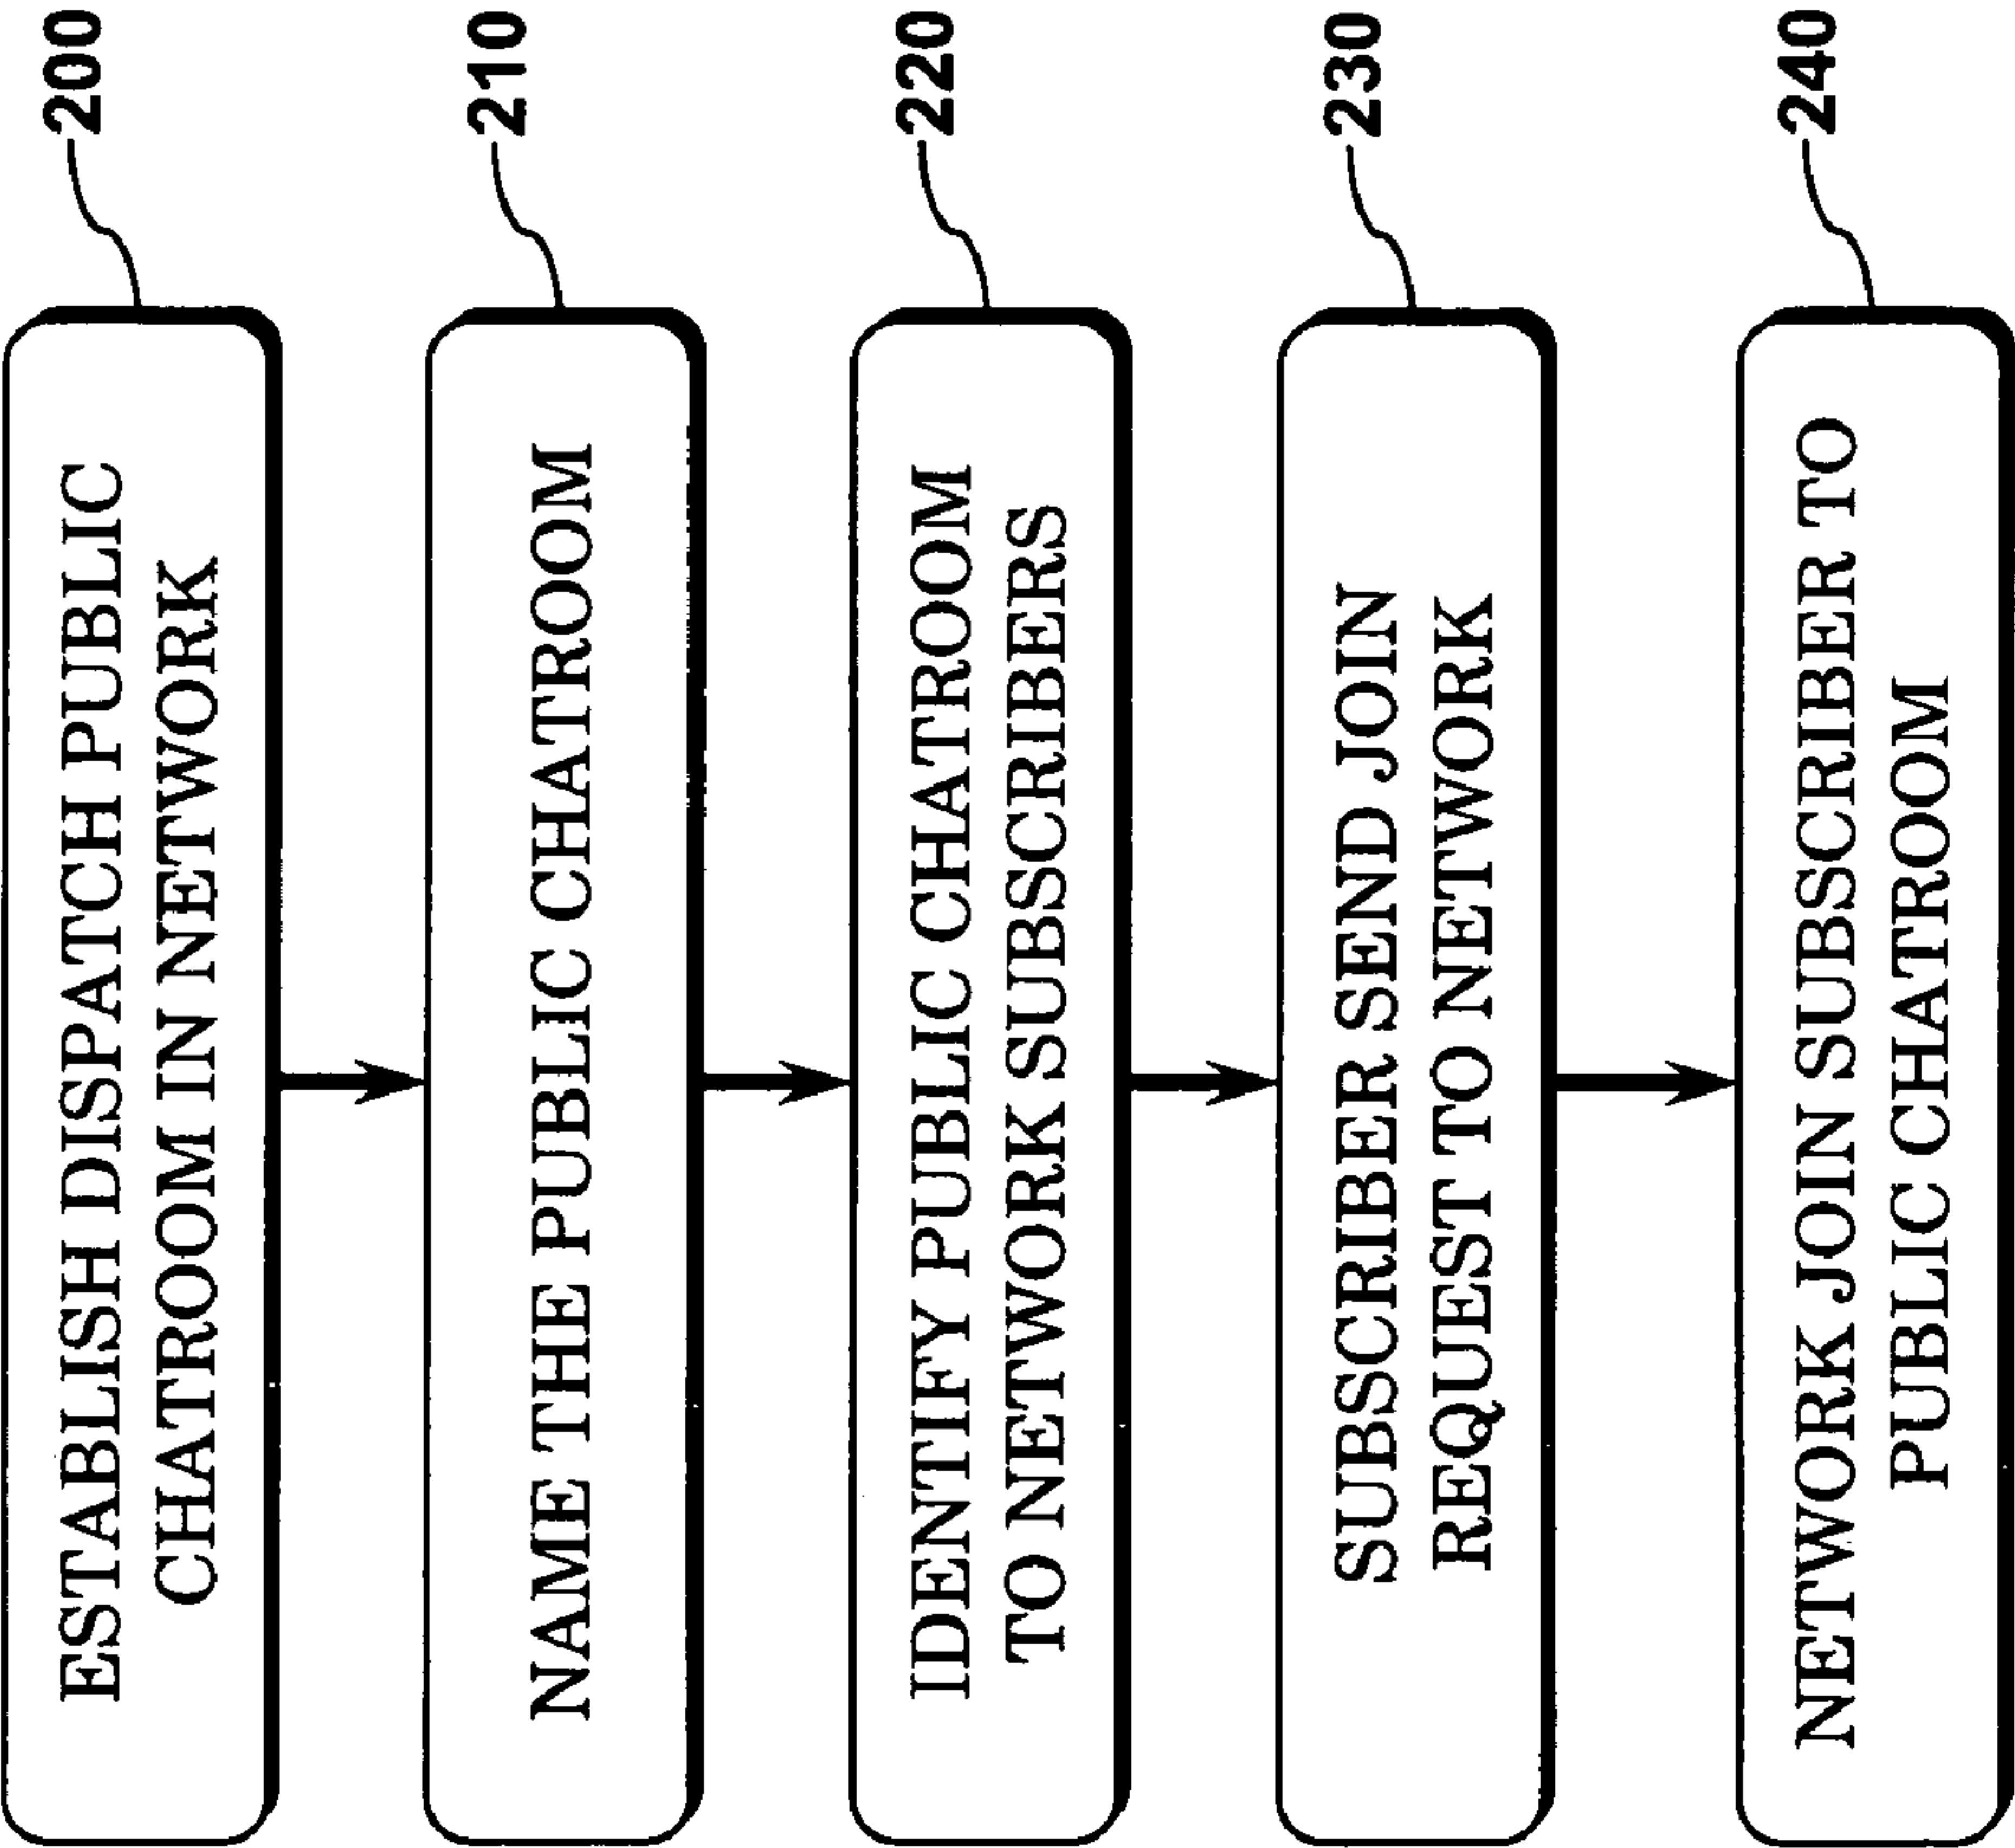 ESTABLISH DISPATCH PUBLIC
CHATROOM IN NETWORK
200
NAME THE PUBLIC CHATROOM
210
IDENTIFY PUBLIC CHATROOM
TO NETWORK SUBSCRIBERS
220
SUBSCRIBER SEND JOIN
REQUEST TO NETWORK
230
NETWORK JOIN SUBSCRIBER TO
PUBLIC CHATROOM
240